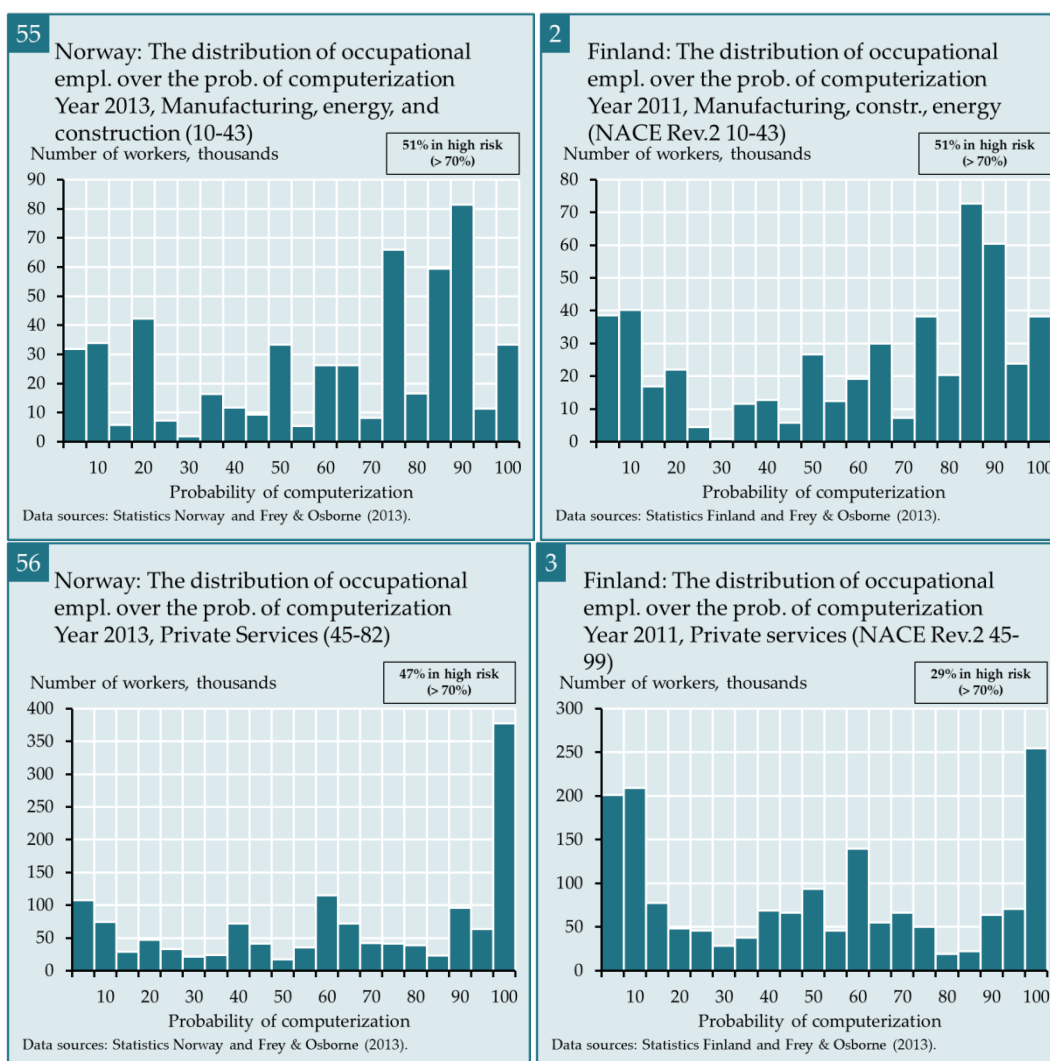 55
Norway: The distribution of occupational
empl. over the prob. of computerization
Year 2013, Manufacturing, energy, and
construction (10-43)
Number of workers, thousands
51% in high risk
(> 70%)
90
80
70
60
50
40
30
20
10
0
10 20 30 40 50 60 70 80 90 100
Probability of computerization
Data sources: Statistics Norway and Frey & Osborne (2013).
2
Finland: The distribution of occupational
empl. over the prob. of computerization
Year 2011, Manufacturing, constr., energy
(NACE Rev.2 10-43)
Number of workers, thousands
51% in high risk
(> 70%)
80
70
60
50
40
30
20
10
0
10 20 30 40 50 60 70 80 90 100
Probability of computerization
Data sources: Statistics Finland and Frey & Osborne (2013).
56
Norway: The distribution of occupational
empl. over the prob. of computerization
Year 2013, Private Services (45-82)
Number of workers, thousands
47% in high risk
(> 70%)
400
350
300
250
200
150
100
50
0
10 20 30 40 50 60 70 80 90 100
Probability of computerization
Data sources: Statistics Norway and Frey & Osborne (2013).
3
Finland: The distribution of occupational
empl. over the prob. of computerization
Year 2011, Private services (NACE Rev.2 45-
99)
Number of workers, thousands
29% in high risk
(> 70%)
300
250
200
150
100
50
0
10 20 30 40 50 60 70 80 90 100
Probability of computerization
Data sources: Statistics Finland and Frey & Osborne (2013).